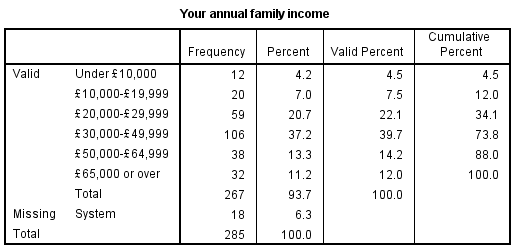 Your annual family income
Frequency Percent Valid Percent Cumulative Percent
Valid Under £10,000 12 4.2 4.5 4.5
£10,000-£19,999 20 7.0 7.5 12.0
£20,000-£29,999 59 20.7 22.1 34.1
£30,000-£49,999 106 37.2 39.7 73.8
£50,000-£64,999 38 13.3 14.2 88.0
£65,000 or over 32 11.2 12.0 100.0
Total 267 93.7 100.0
Missing System 18 6.3
Total 285 100.0